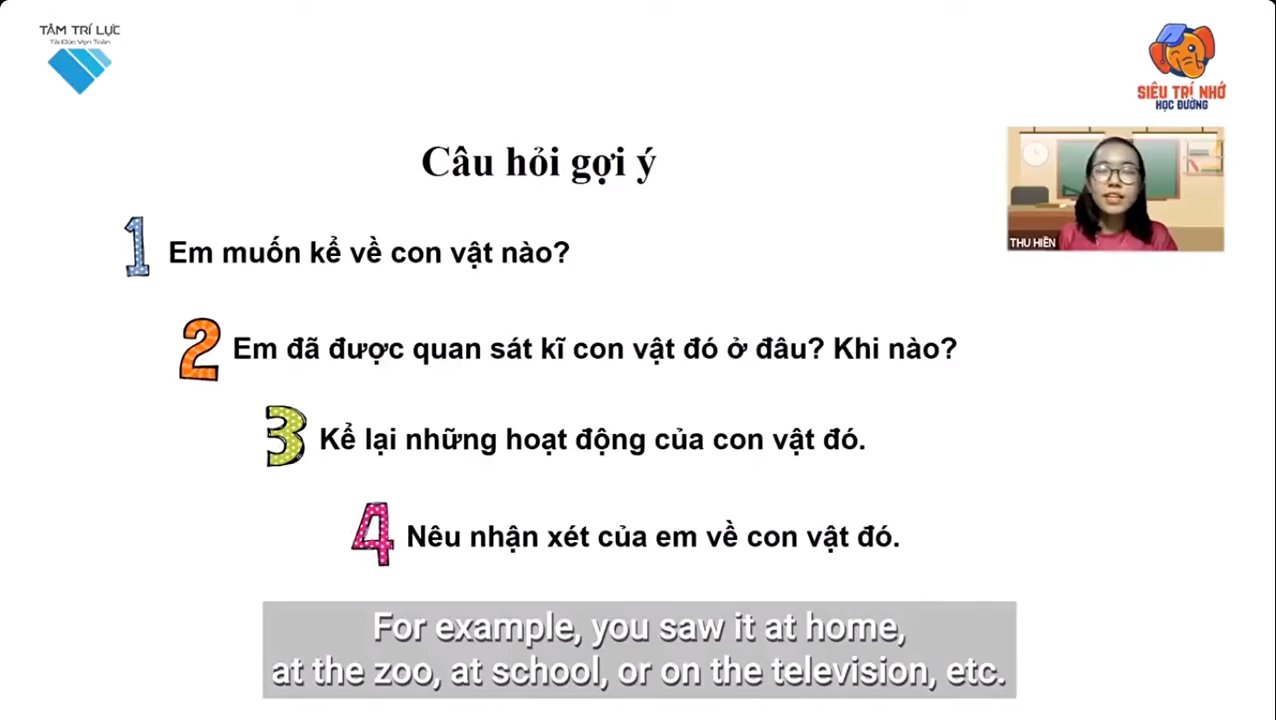 TÂM TRÍ LỰC
Tài Đức Vẹn Toàn
SIÊU TRÍ NHỚ
HỌC ĐƯỜNG
Câu hỏi gợi ý
THU HIỀN
1 Em muốn kể về con vật nào?
2 Em đã được quan sát kĩ con vật đó ở đâu? Khi nào?
3 Kể lại những hoạt động của con vật đó.
4 Nêu nhận xét của em về con vật đó.
For example, you saw it at home,
at the zoo, at school, or on the television, etc.